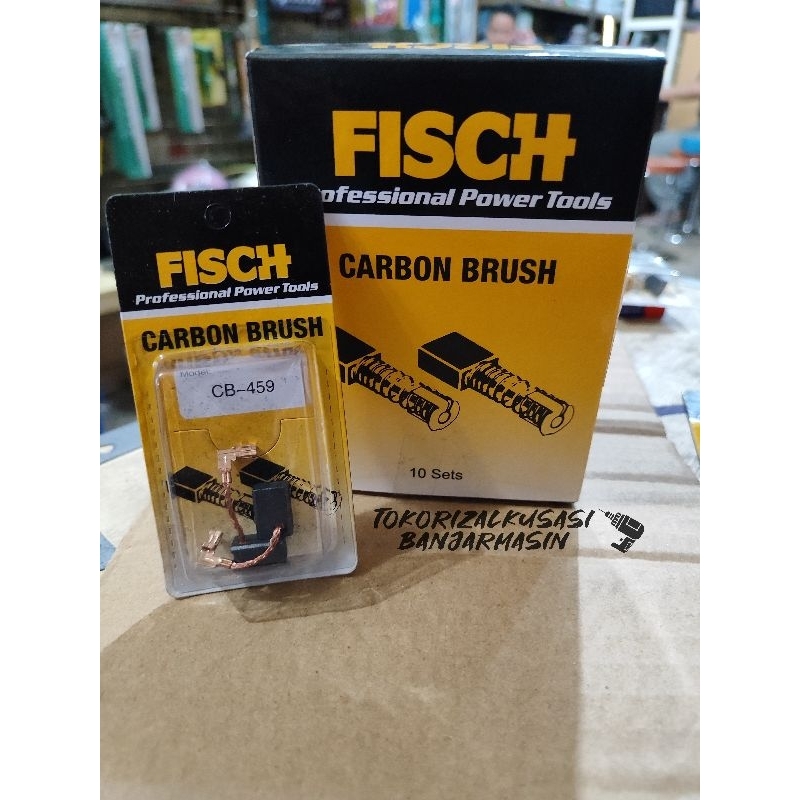 FISCH
Professional Power Tools
CARBON BRUSH
Model:
CB-459
FISCH
Professional Power Tools
CARBON BRUSH
10 Sets
TOKORIZALKUSASI
BANJARMASIN